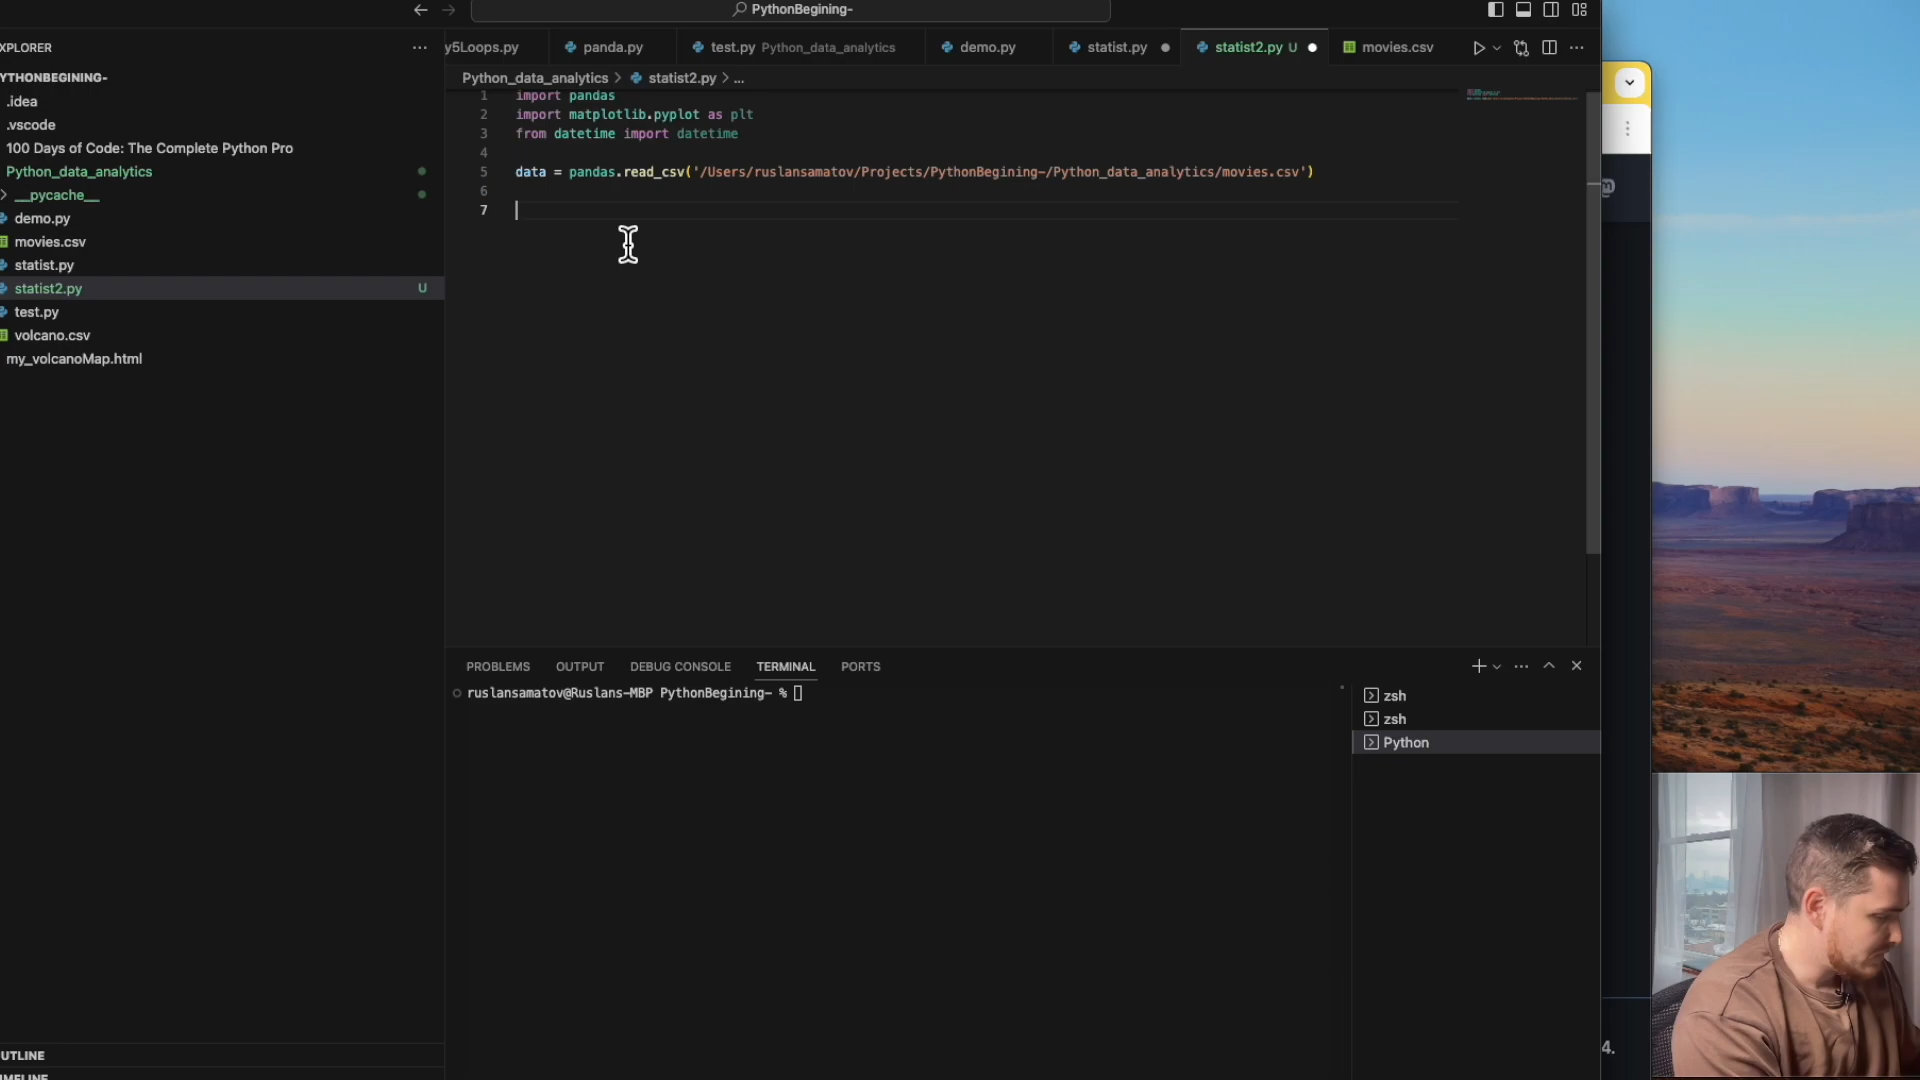 PythonBegining-
XPLORER
YTHONBEGINING-
.idea
.vscode
100 Days of Code: The Complete Python Pro
Python_data_analytics
__pycache__
demo.py
movies.csv
statist.py
statist2.py U
test.py
volcano.csv
my_volcanoMap.html
UTLINE
y5Loops.py panda.py test.py Python_data_analytics demo.py statist.py statist2.py U movies.csv
Python_data_analytics > statist2.py > ...
1 import pandas
2 import matplotlib.pyplot as plt
3 from datetime import datetime
4
5 data = pandas.read_csv('/Users/ruslansamatov/Projects/PythonBegining-/Python_data_analytics/movies.csv')
6
7
PROBLEMS OUTPUT DEBUG CONSOLE TERMINAL PORTS
ruslansamatov@Ruslans-MBP PythonBegining- %
zsh
zsh
Python
4.